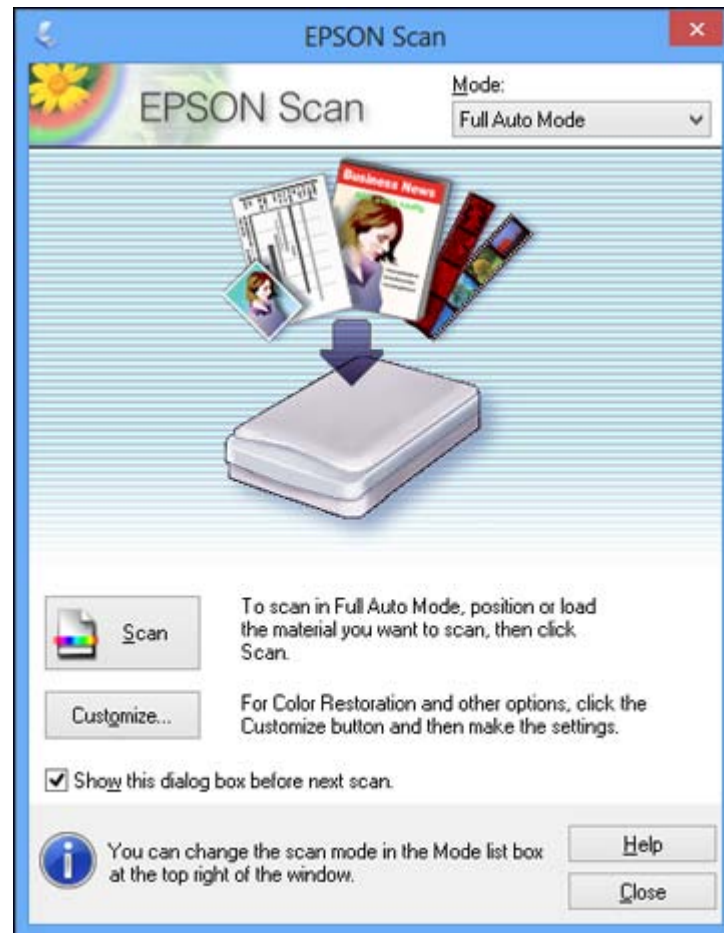 EPSON Scan
EPSON Scan
Mode:
Full Auto Mode
Business News
Scan
To scan in Full Auto Mode, position or load
the material you want to scan, then click
Scan.
Customize...
For Color Restoration and other options, click the
Customize button and then make the settings.
Show this dialog box before next scan.
You can change the scan mode in the Mode list box
at the top right of the window.
Help
Close